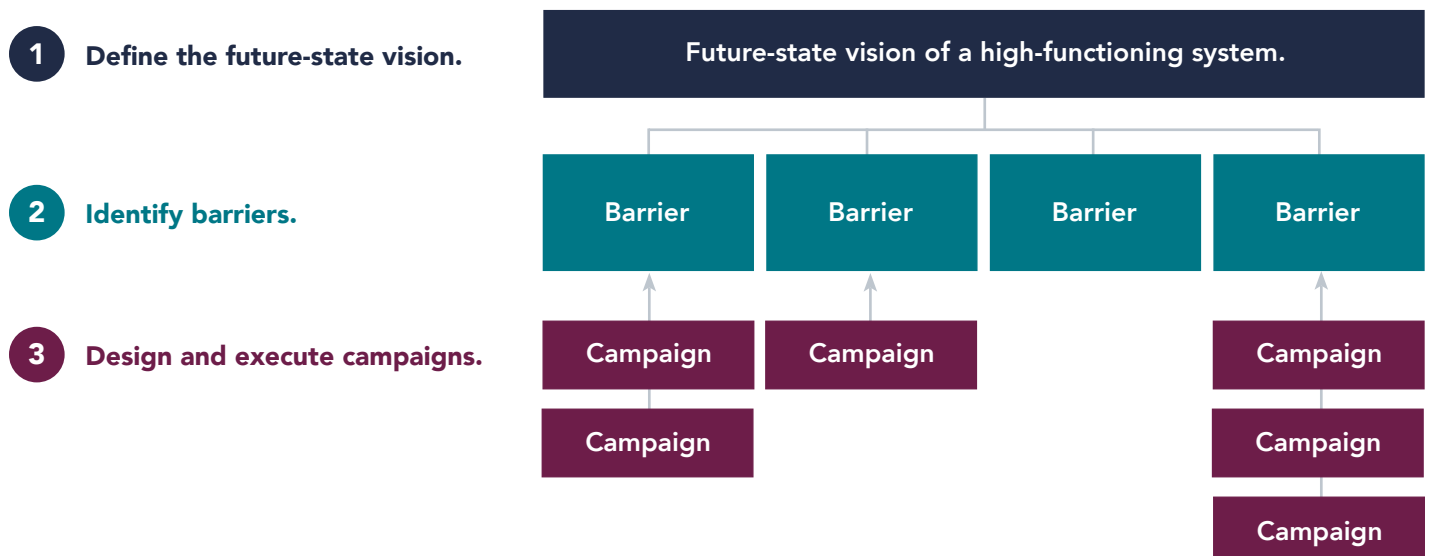 1 Define the future-state vision.
Future-state vision of a high-functioning system.
2 Identify barriers.
Barrier Barrier Barrier Barrier
3 Design and execute campaigns.
Campaign Campaign Campaign
Campaign Campaign
Campaign